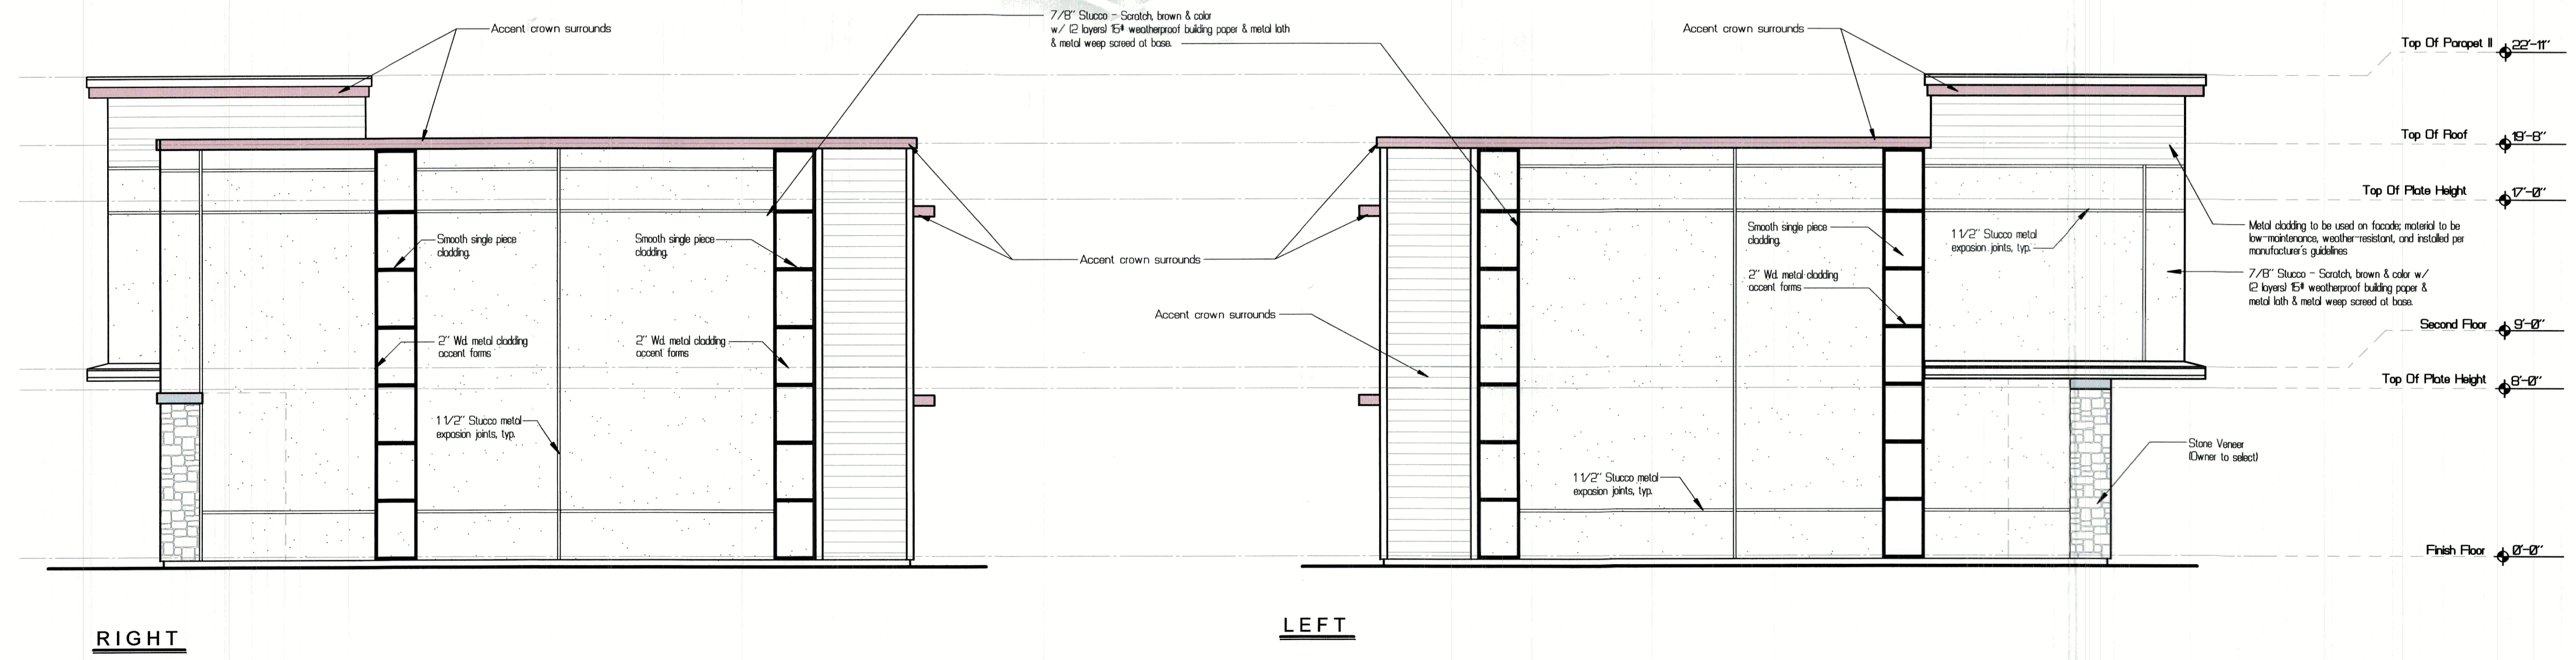 Accent crown surrounds
7/8" Stucco - Scratch, brown & color
w/ (2 layers) 15# weatherproof building paper & metal lath
& metal weep screed at base.
Accent crown surrounds
Top Of Parapet II 22'-11"
Top Of Roof 19'-8"
Top Of Plate Height 17'-0"
Smooth single piece
cladding.
Smooth single piece
cladding.
Accent crown surrounds
Smooth single piece
cladding.
1 1/2" Stucco metal
expasion joints, typ.
Metal cladding to be used on facade; material to be
low-maintenance, weather-resistant, and installed per
manufacturer's guidelines
2" Wd. metal cladding
accent forms
7/8" Stucco - Scratch, brown & color w/
(2 layers) 15# weatherproof building paper &
metal lath & metal weep screed at base.
Accent crown surrounds
Second Floor 9'-0"
2" Wd. metal cladding
accent forms
2" Wd. metal cladding
accent forms
Top Of Plate Height 8'-0"
1 1/2" Stucco metal
expasion joints, typ.
Stone Veneer
(Owner to select)
1 1/2" Stucco metal
expasion joints, typ.
Finish Floor 0'-0"
RIGHT
LEFT